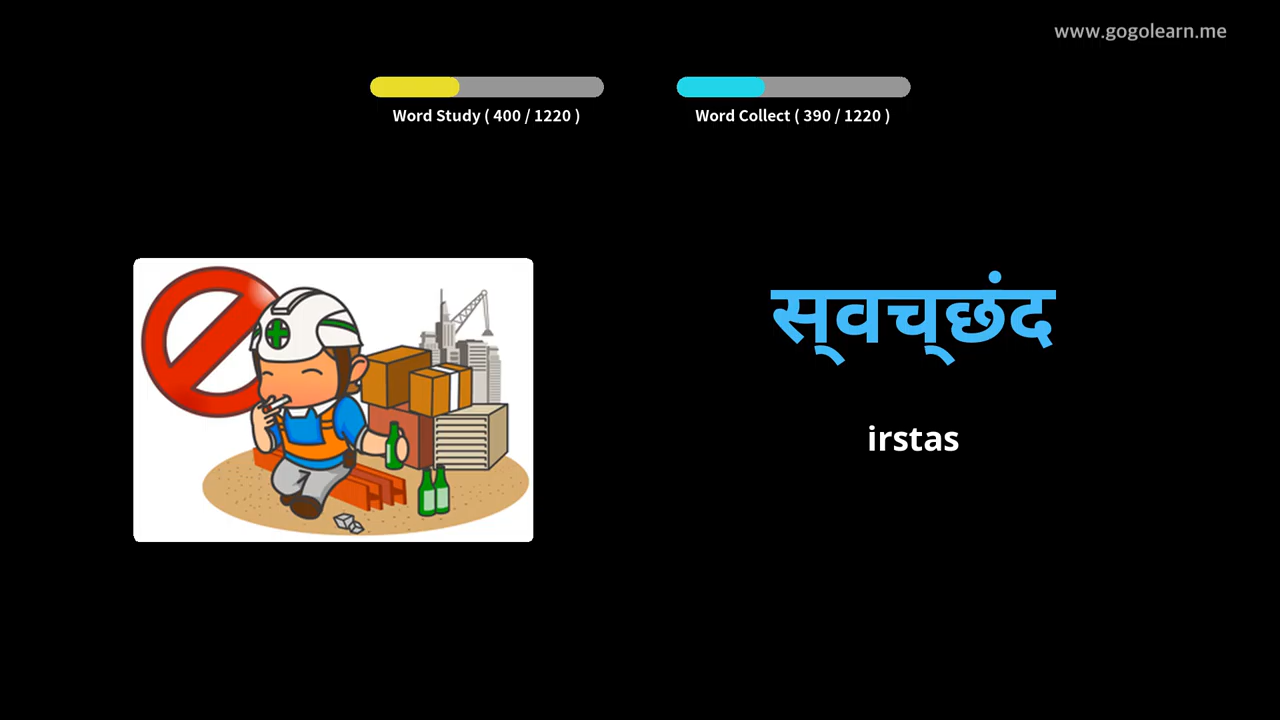 www.gogolearn.me
Word Study ( 400 / 1220 )
Word Collect ( 390 / 1220 )
स्‌वच्‌छंद
irstas